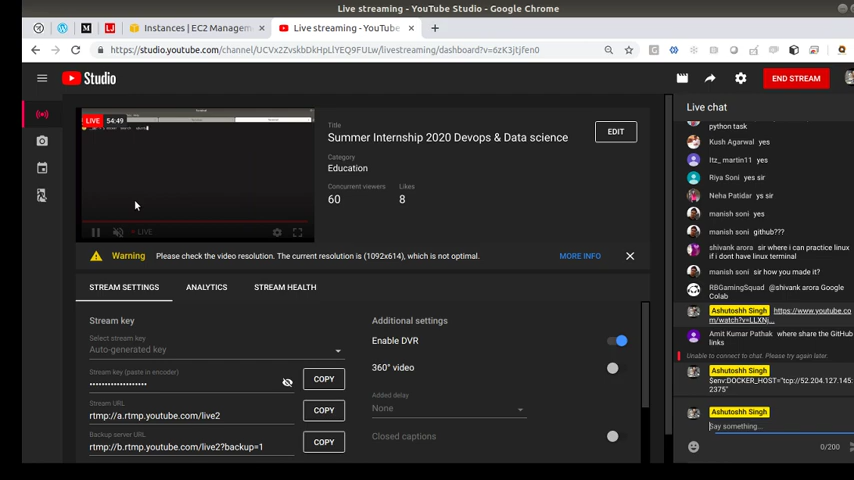 Live streaming - YouTube Studio - Google Chrome
Instances | EC2 Managem
Live streaming - YouTube
https://studio.youtube.com/channel/UCVx2ZvskbDkHpLlYEQ9FULw/livestreaming/dashboard?v=6zK3jtjfen0
Studio
END STREAM
LIVE 54:49
LIVE
Title
Summer Internship 2020 Devops & Data science
EDIT
Category
Education
Concurrent viewers Likes
60 8
Warning Please check the video resolution. The current resolution is (1092x614), which is not optimal. MORE INFO
STREAM SETTINGS ANALYTICS STREAM HEALTH
Stream key
Select stream key
Auto-generated key
Stream key (paste in encoder)
••••••••••••••••••• COPY
Stream URL
rtmp://a.rtmp.youtube.com/live2 COPY
Backup server URL
rtmp://b.rtmp.youtube.com/live2?backup=1 COPY
Additional settings
Enable DVR
360° video
Added delay
None
Closed captions
Live chat
python task
Kush Agarwal yes
Itz_ martin11 yes
Riya Soni yes sir
Neha Patidar ys sir
manish soni yes
manish soni github???
shivank arora sir where i can practice linux
if i dont have linux terminal
manish soni sir how you made it?
RBGamingSquad @shivank arora Google
Colab
Ashutoshh Singh https://www.youtube.co
m/watch?v=LLXNj...
Amit Kumar Pathak where share the GitHub
links
Unable to connect to chat. Please try again later.
Ashutoshh Singh
$env:DOCKER_HOST="tcp://52.204.127.145:
2375"
Ashutoshh Singh
Say something...
0/200